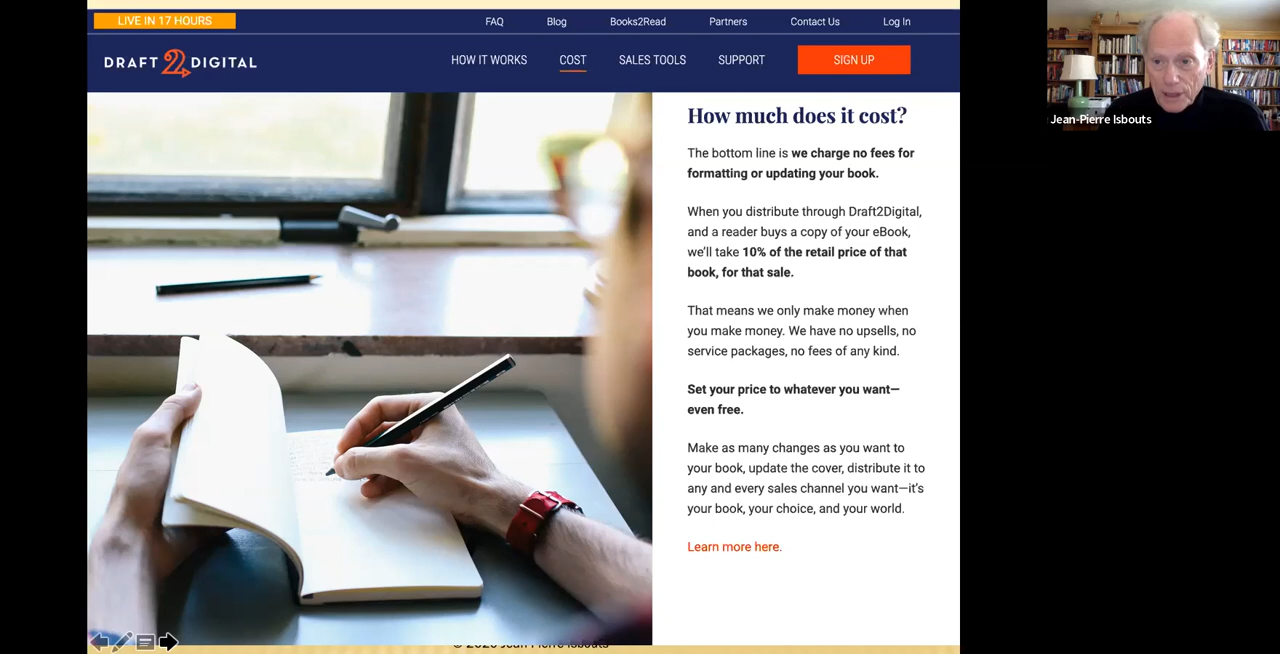 LIVE IN 17 HOURS
FAQ Blog Books2Read Partners Contact Us Log In
DRAFT 2 DIGITAL
HOW IT WORKS COST SALES TOOLS SUPPORT SIGN UP
Jean-Pierre Isbouts
How much does it cost?
The bottom line is we charge no fees for
formatting or updating your book.
When you distribute through Draft2Digital,
and a reader buys a copy of your eBook,
we'll take 10% of the retail price of that
book, for that sale.
That means we only make money when
you make money. We have no upsells, no
service packages, no fees of any kind.
Set your price to whatever you want—
even free.
Make as many changes as you want to
your book, update the cover, distribute it to
any and every sales channel you want—it's
your book, your choice, and your world.
Learn more here.
© 2020 Jean-Pierre Isbouts